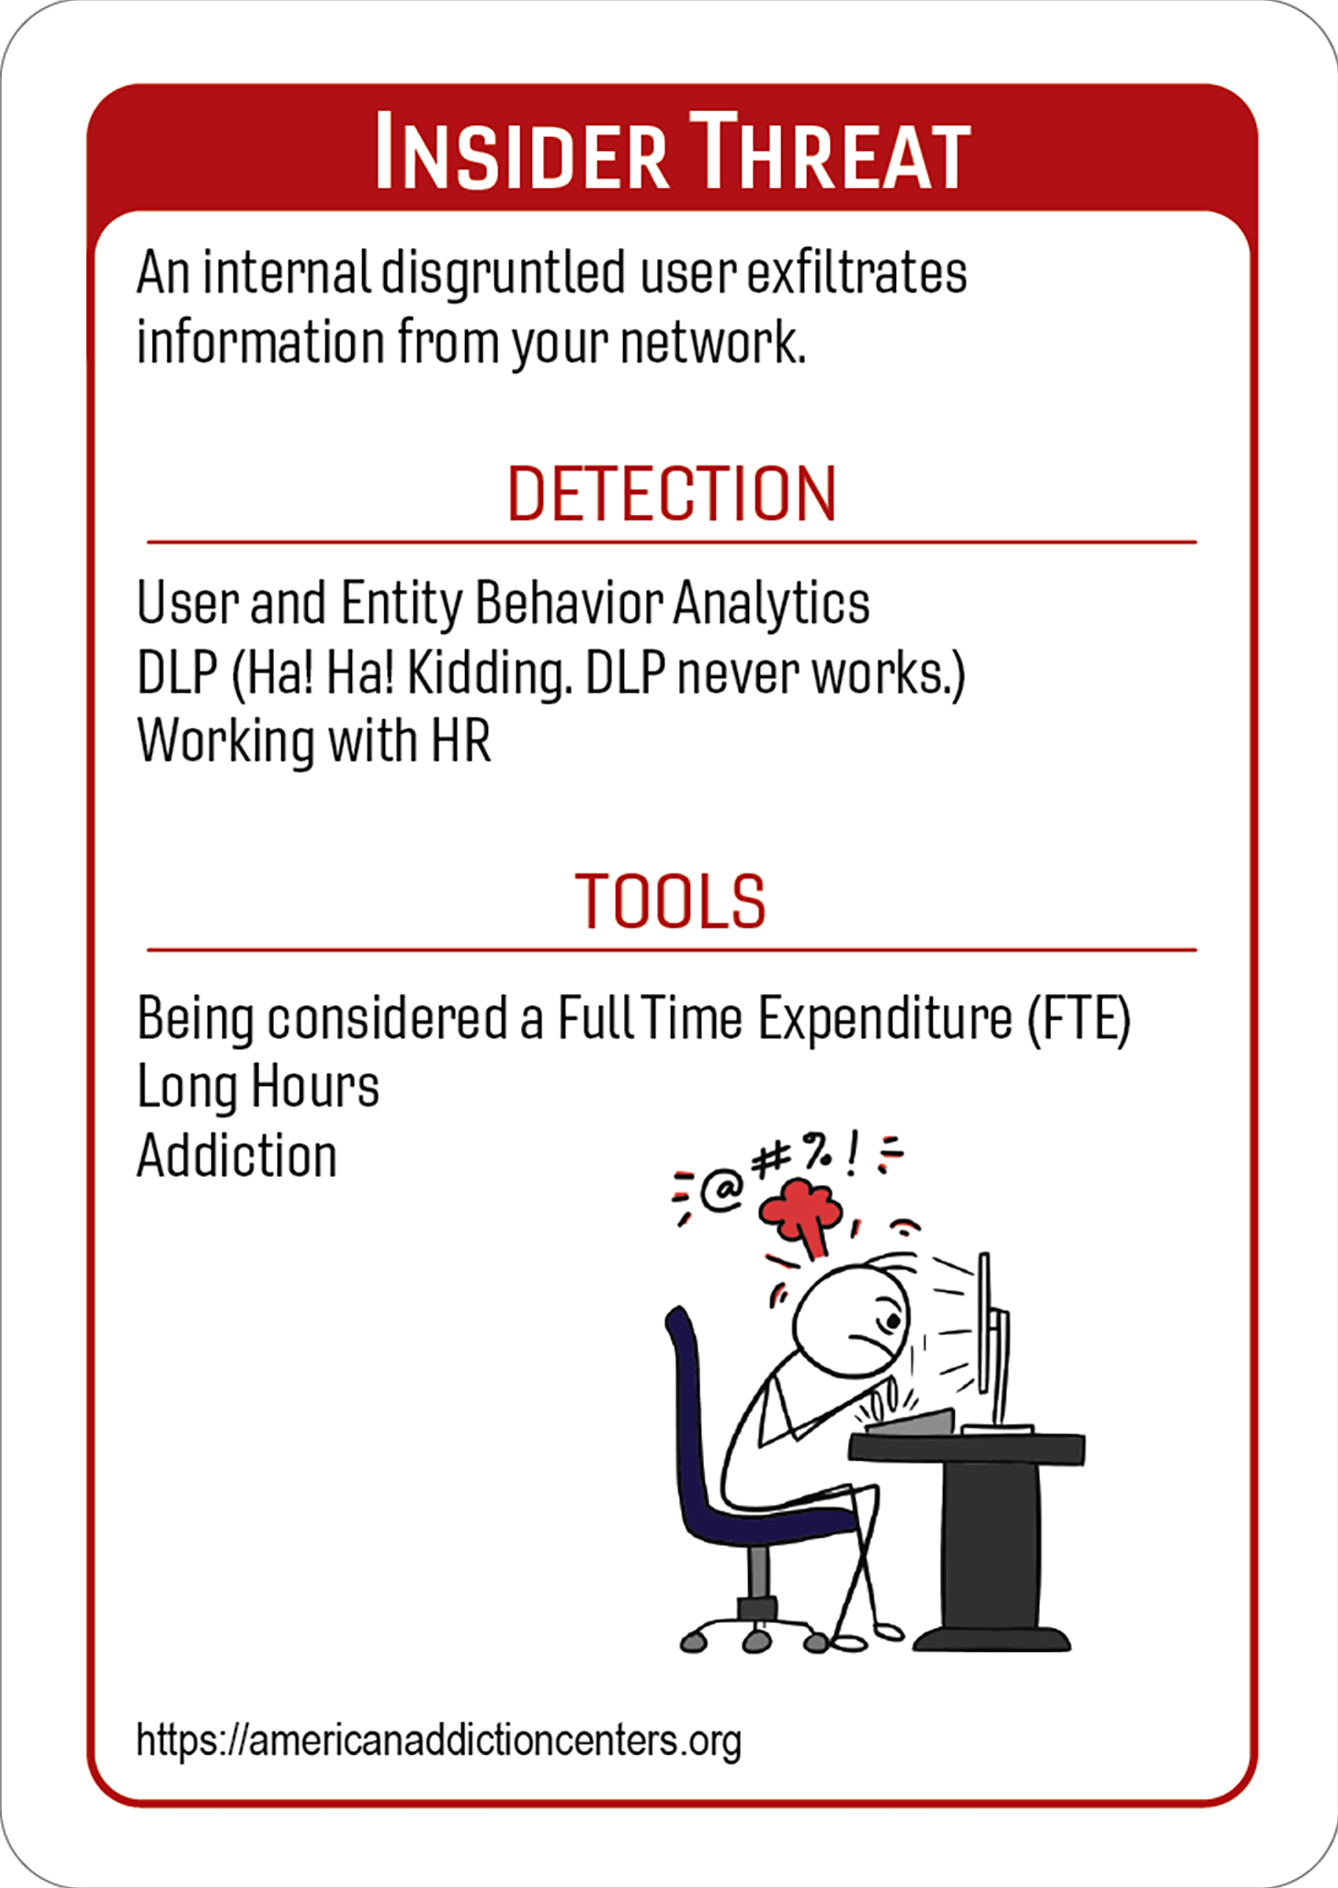 INSIDER THREAT
An internal disgruntled user exfiltrates
information from your network.
DETECTION
User and Entity Behavior Analytics
DLP (Ha! Ha! Kidding. DLP never works.)
Working with HR
TOOLS
Being considered a Full Time Expenditure (FTE)
Long Hours
Addiction
@#%!
https://americanaddictioncenters.org